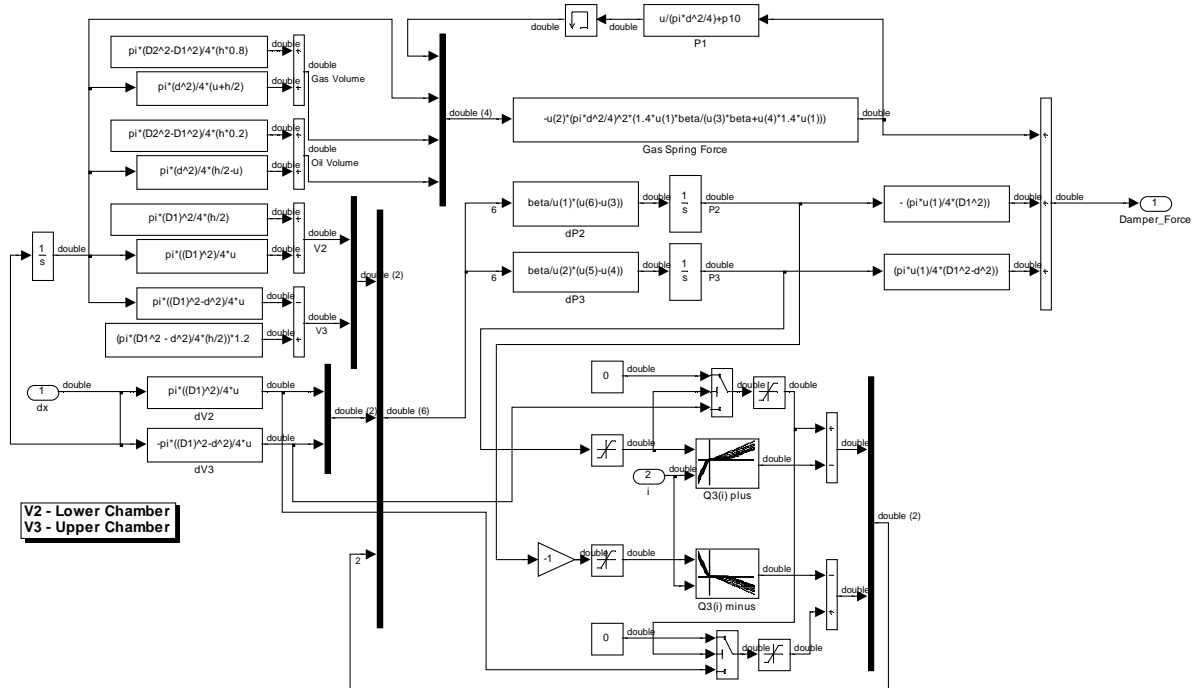 double
double
u/(pi*d^2/4)+p10
P1
pi*(D2^2-D1^2)/4*(h*0.8)
double
double
Gas Volume
pi*(d^2)/4*(u+h/2)
double
double (4)
-u(2)*(pi*d^2/4)^2*(1.4*u(1)*beta/(u(3)*beta+u(4)*1.4*u(1)))
double
Gas Spring Force
pi*(D2^2-D1^2)/4*(h*0.2)
double
double
Oil Volume
pi*(d^2)/4*(h/2-u)
double
6
beta/u(1)*(u(6)-u(3))
double
dP2
1
s
double
P2
- (pi*u(1)/4*(D1^2))
double
double
1
Damper_Force
pi*(D1)^2/4*(h/2)
double
double
V2
1
s
double
pi*((D1)^2)/4*u
double
double (2)
6
beta/u(2)*(u(5)-u(4))
double
dP3
1
s
double
P3
(pi*u(1)/4*(D1^2-d^2))
double
pi*((D1)^2-d^2)/4*u
double
double
V3
(pi*(D1^2 - d^2)/4*(h/2))*1.2
double
1
dx
double
pi*((D1)^2)/4*u
double
dV2
double (2)
double (6)
-pi*((D1)^2-d^2)/4*u
double
dV3
0
double
double
double
double
2
i
double
Q3(i) plus
double
double (2)
V2 - Lower Chamber
V3 - Upper Chamber
2
-1
double
double
double
Q3(i) minus
double
0
double
double
double